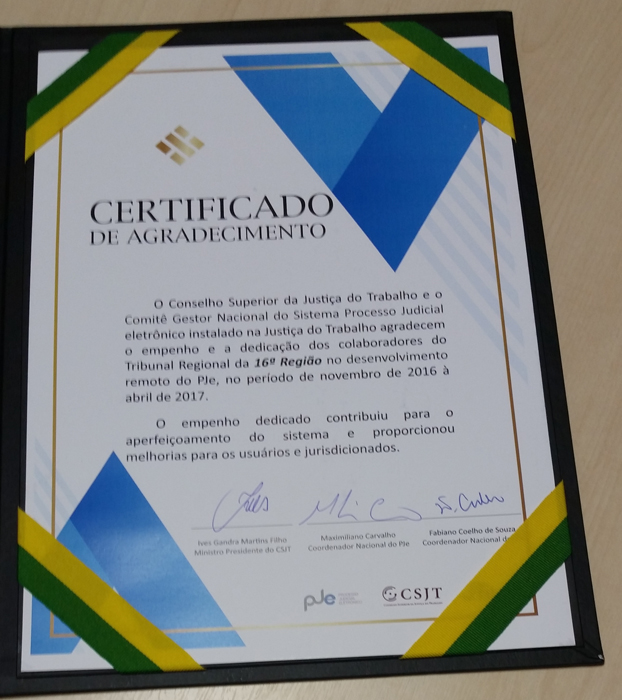 CERTIFICADO
DE AGRADECIMENTO
O Conselho Superior da Justiça do Trabalho e o
Comitê Gestor Nacional do Sistema Processo Judicial
eletrônico instalado na Justiça do Trabalho agradecem
o empenho e a dedicação dos colaboradores do
Tribunal Regional da 16ª Região no desenvolvimento
remoto do PJe, no período de novembro de 2016 à
abril de 2017.
O empenho dedicado contribuiu para o
aperfeiçoamento do sistema e proporcionou
melhorias para os usuários e jurisdicionados.
Ives Gandra Martins Filho
Ministro Presidente do CSJT
Maximiliano Carvalho
Coordenador Nacional do PJe
Fabiano Coelho de Souza
Coordenador Nacional
pJe
CSJT